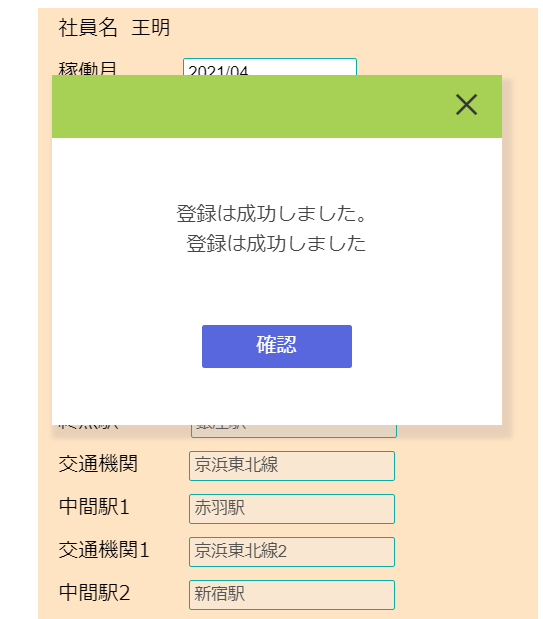 社員名 王明
稼働月 2021/04
登録は成功しました。
登録は成功しました
確認
交通機関 京浜東北線
中間駅1 赤羽駅
交通機関1 京浜東北線2
中間駅2 新宿駅